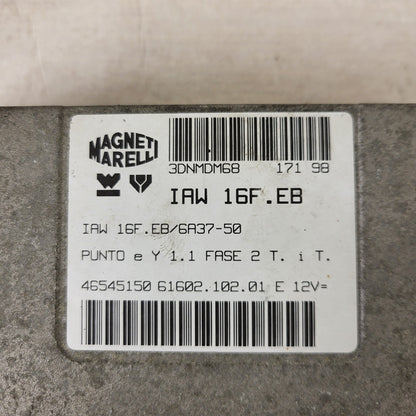 MAGNETI
MARELLI
3DNMDM68 171 98
IAW 16F.EB
IAW 16F.EB/6A37-50
PUNTO e Y 1.1 FASE 2 T. i T.
46545150 61602.102.01 E 12V=